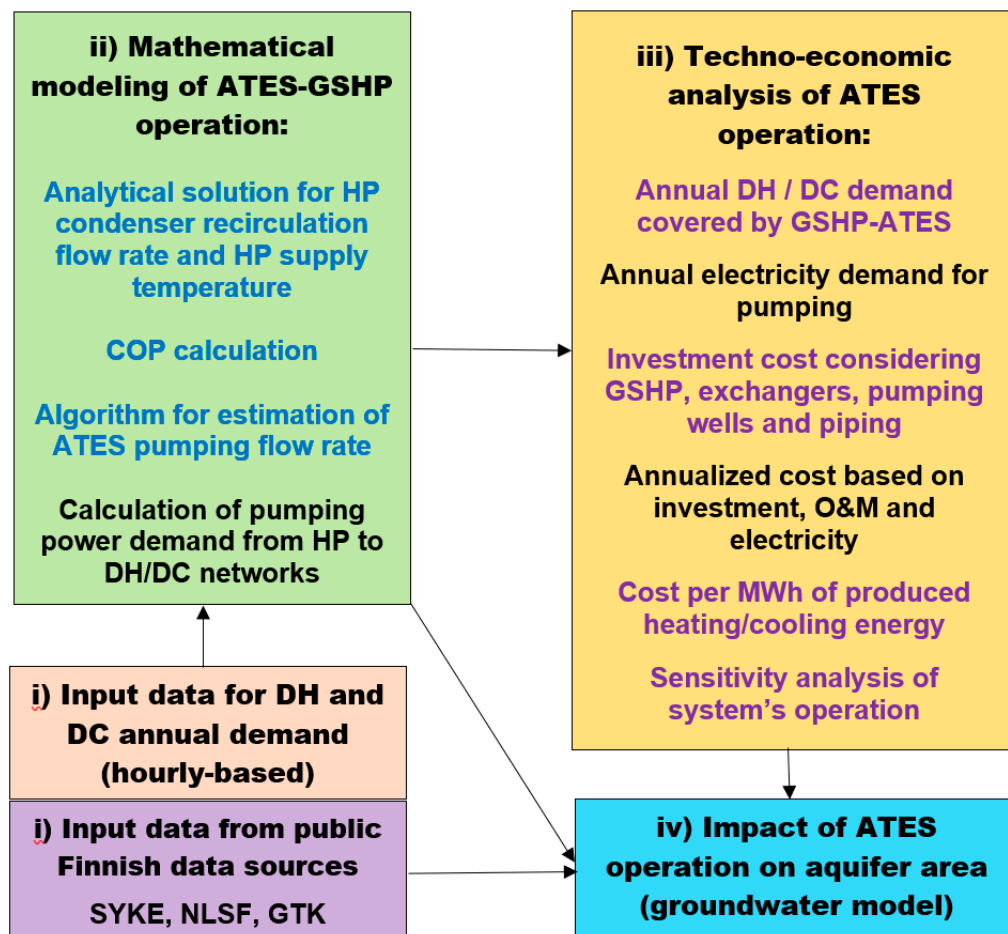 ii) Mathematical
modeling of ATES-GSHP
operation:
Analytical solution for HP
condenser recirculation
flow rate and HP supply
temperature
COP calculation
Algorithm for estimation of
ATES pumping flow rate
Calculation of pumping
power demand from HP to
DH/DC networks
i) Input data for DH and
DC annual demand
(hourly-based)
i) Input data from public
Finnish data sources
SYKE, NLSF, GTK
iii) Techno-economic
analysis of ATES
operation:
Annual DH / DC demand
covered by GSHP-ATES
Annual electricity demand for
pumping
Investment cost considering
GSHP, exchangers, pumping
wells and piping
Annualized cost based on
investment, O&M and
electricity
Cost per MWh of produced
heating/cooling energy
Sensitivity analysis of
system’s operation
iv) Impact of ATES
operation on aquifer area
(groundwater model)